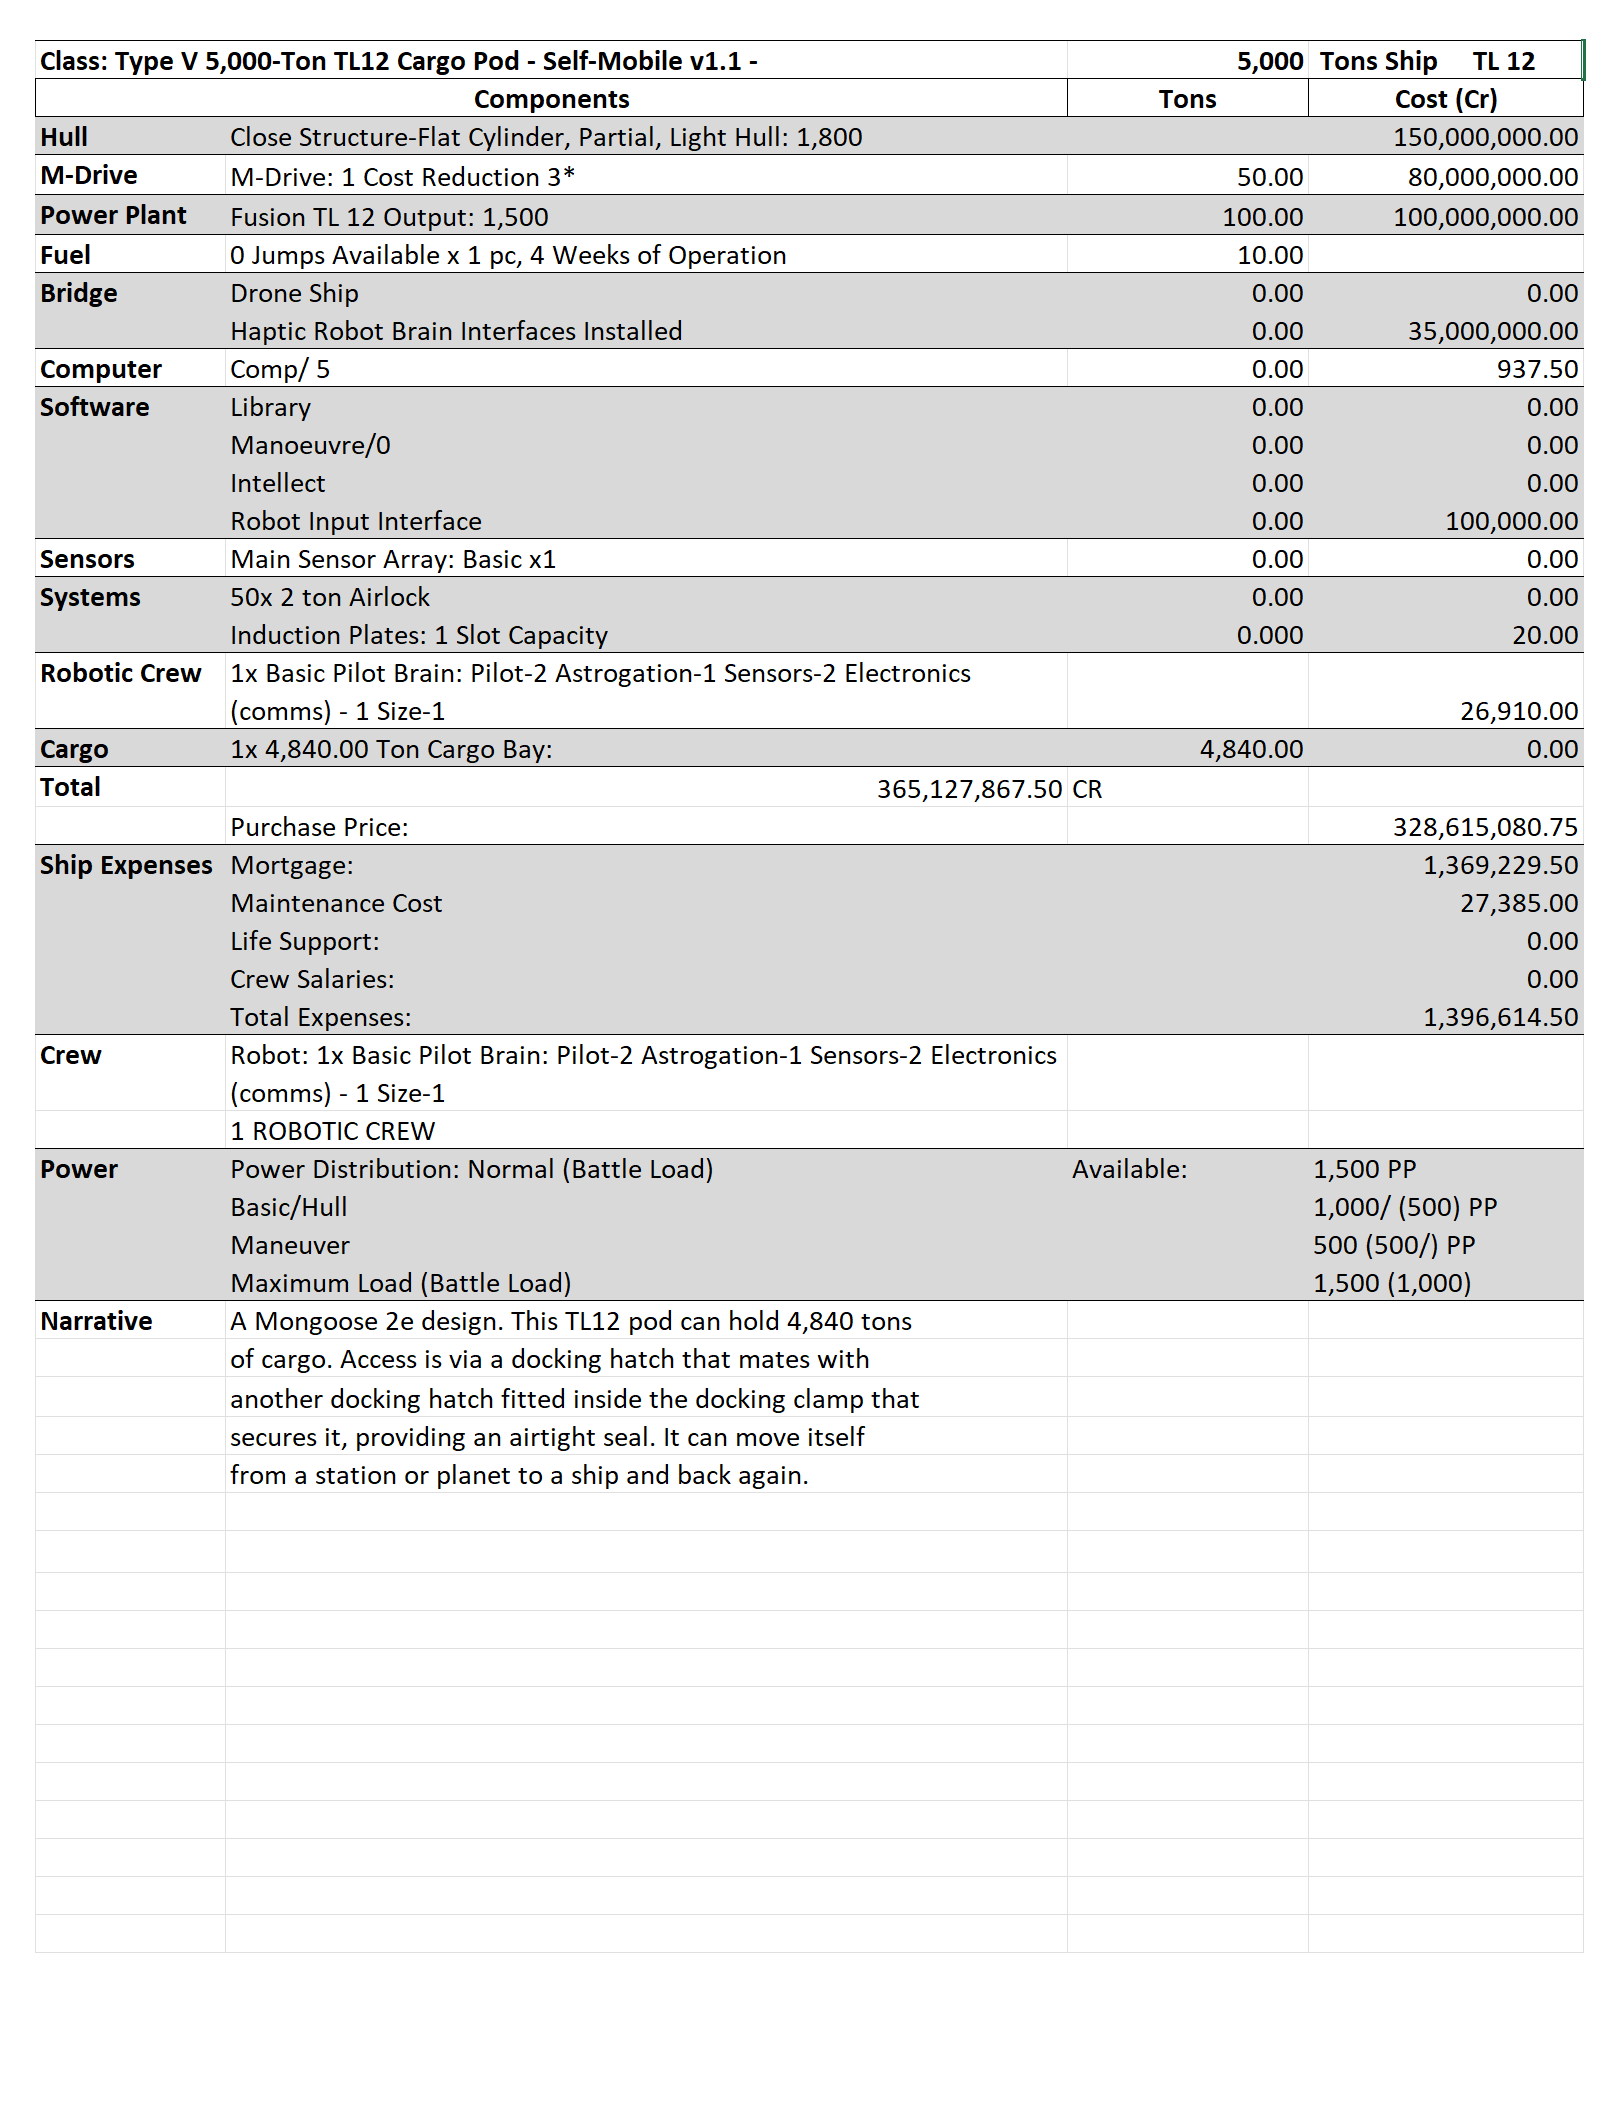 Class: Type V 5,000-Ton TL12 Cargo Pod - Self-Mobile v1.1 - 5,000 Tons Ship TL 12
Components Tons Cost (Cr)
Hull Close Structure-Flat Cylinder, Partial, Light Hull: 1,800 150,000,000.00
M-Drive M-Drive: 1 Cost Reduction 3* 50.00 80,000,000.00
Power Plant Fusion TL 12 Output: 1,500 100.00 100,000,000.00
Fuel 0 Jumps Available x 1 pc, 4 Weeks of Operation 10.00
Bridge Drone Ship 0.00 0.00
Haptic Robot Brain Interfaces Installed 0.00 35,000,000.00
Computer Comp/ 5 0.00 937.50
Software Library 0.00 0.00
Manoeuvre/0 0.00 0.00
Intellect 0.00 0.00
Robot Input Interface 0.00 100,000.00
Sensors Main Sensor Array: Basic x1 0.00 0.00
Systems 50x 2 ton Airlock 0.00 0.00
Induction Plates: 1 Slot Capacity 0.000 20.00
Robotic Crew 1x Basic Pilot Brain: Pilot-2 Astrogation-1 Sensors-2 Electronics
(comms) - 1 Size-1 26,910.00
Cargo 1x 4,840.00 Ton Cargo Bay: 4,840.00 0.00
Total 365,127,867.50 CR
Purchase Price: 328,615,080.75
Ship Expenses Mortgage: 1,369,229.50
Maintenance Cost 27,385.00
Life Support: 0.00
Crew Salaries: 0.00
Total Expenses: 1,396,614.50
Crew Robot: 1x Basic Pilot Brain: Pilot-2 Astrogation-1 Sensors-2 Electronics
(comms) - 1 Size-1
1 ROBOTIC CREW
Power Power Distribution: Normal (Battle Load) Available: 1,500 PP
Basic/Hull 1,000/ (500) PP
Maneuver 500 (500/) PP
Maximum Load (Battle Load) 1,500 (1,000)
Narrative A Mongoose 2e design. This TL12 pod can hold 4,840 tons
of cargo. Access is via a docking hatch that mates with
another docking hatch fitted inside the docking clamp that
secures it, providing an airtight seal. It can move itself
from a station or planet to a ship and back again.